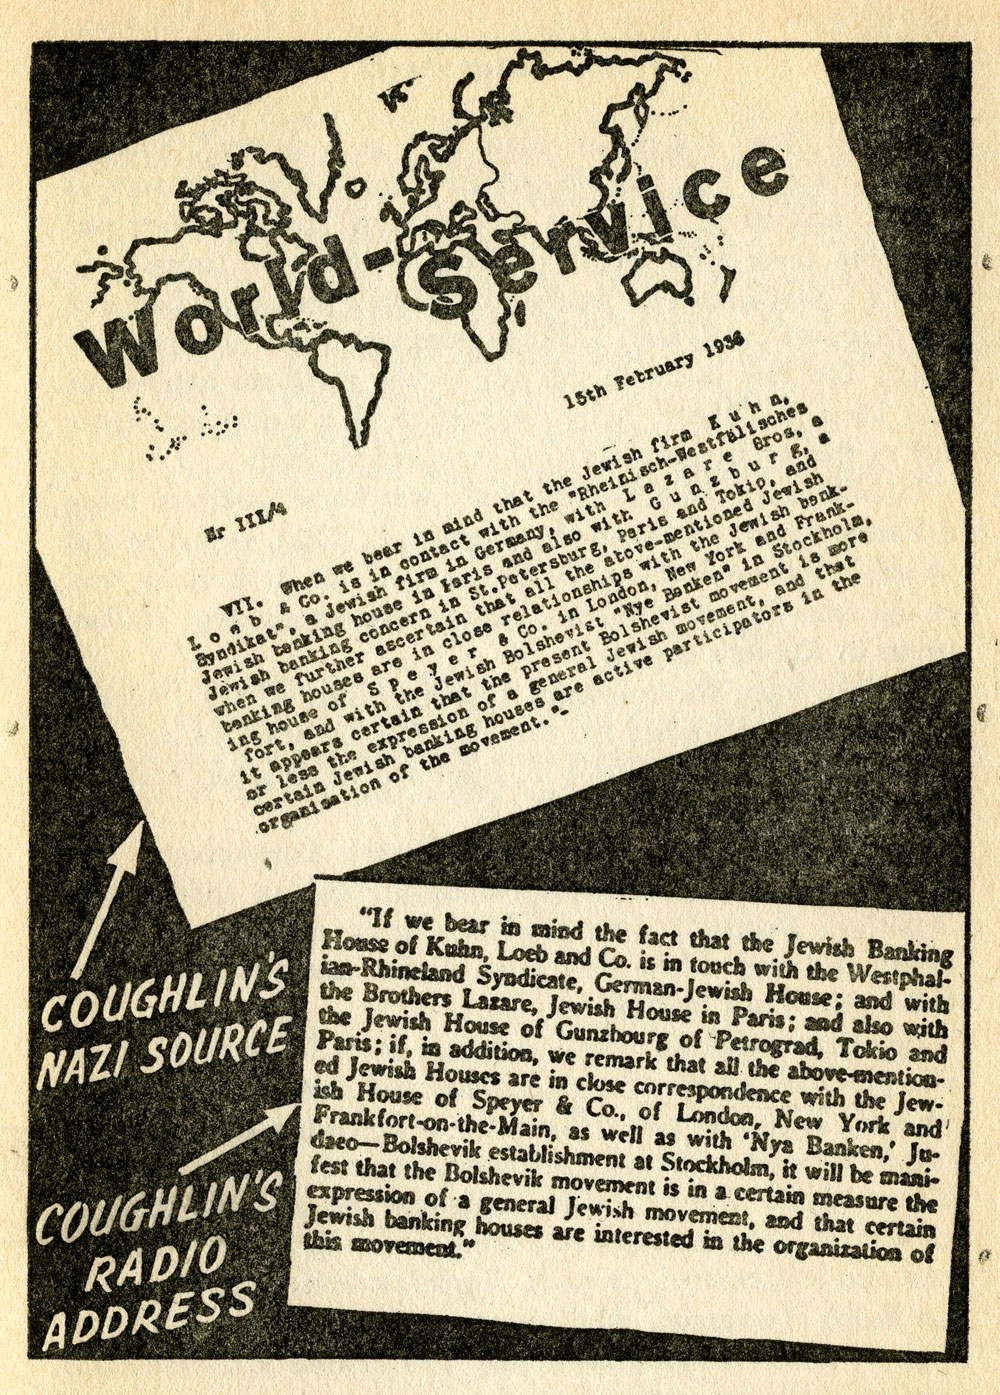 World-Service
15th February 1936
Nr III/4
VII. When we bear in mind that the Jewish firm K u h n,
L o e b & Co. is in contact with the "Rheinisch-Westfälisches
Syndikat", a Jewish firm in Germany, with L a z a r e Bros, a
Jewish banking house in Paris and also with G u n z b u r g, a
Jewish banking concern in St.Petersburg, Paris and Tokio, and
when we further ascertain that all the above-mentioned Jewish
banking houses are in close relationships with the Jewish bank-
ing house of S p e y e r & Co. in London, New York and Frank-
fort, and with the Jewish Bolshevist "Nye Banken" in Stockholm,
it appears certain that the present Bolshevist movement is more
or less the expression of a general Jewish movement, and that
certain Jewish banking houses are active participators in the
organisation of the movement."-
COUGHLIN'S
NAZI SOURCE
"If we bear in mind the fact that the Jewish Banking
House of Kuhn, Loeb and Co. is in touch with the Westphal-
ian-Rhineland Syndicate, German-Jewish House; and with
the Brothers Lazare, Jewish House in Paris; and also with
the Jewish House of Gunzbourg of Petrograd, Tokio and
Paris; if, in addition, we remark that all the above-mention-
ed Jewish Houses are in close correspondence with the Jew-
ish House of Speyer & Co., of London, New York and
Frankfort-on-the-Main, as well as with 'Nya Banken,' Ju-
daeo—Bolshevik establishment at Stockholm, it will be mani-
fest that the Bolshevik movement is in a certain measure the
expression of a general Jewish movement, and that certain
Jewish banking houses are interested in the organization of
this movement."
COUGHLIN'S
RADIO
ADDRESS